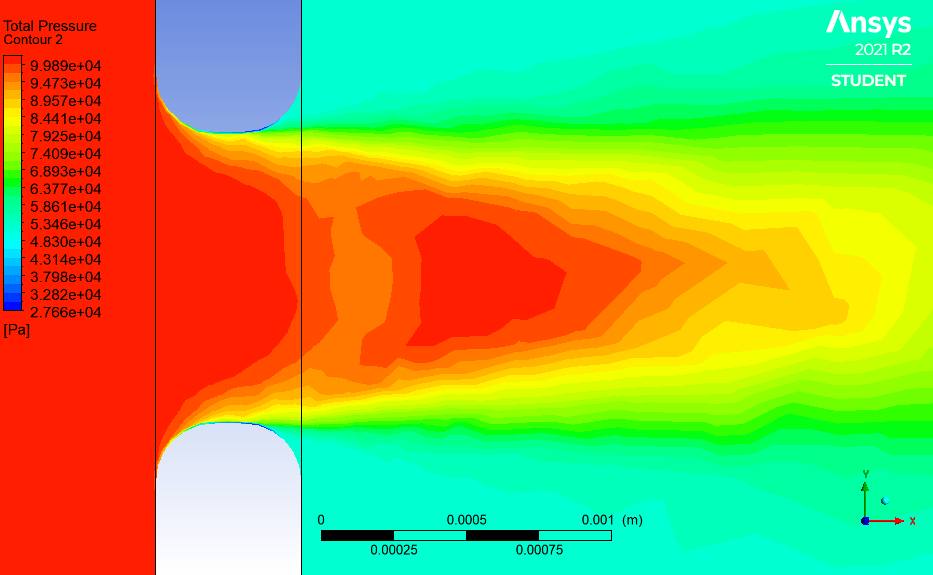 Total Pressure
Contour 2
9.989e+04
9.473e+04
8.957e+04
8.441e+04
7.925e+04
7.409e+04
6.893e+04
6.377e+04
5.861e+04
5.346e+04
4.830e+04
4.314e+04
3.798e+04
3.282e+04
2.766e+04
[Pa]
Ansys
2021 R2
STUDENT
Y
X
0 0.0005 0.001 (m)
0.00025 0.00075